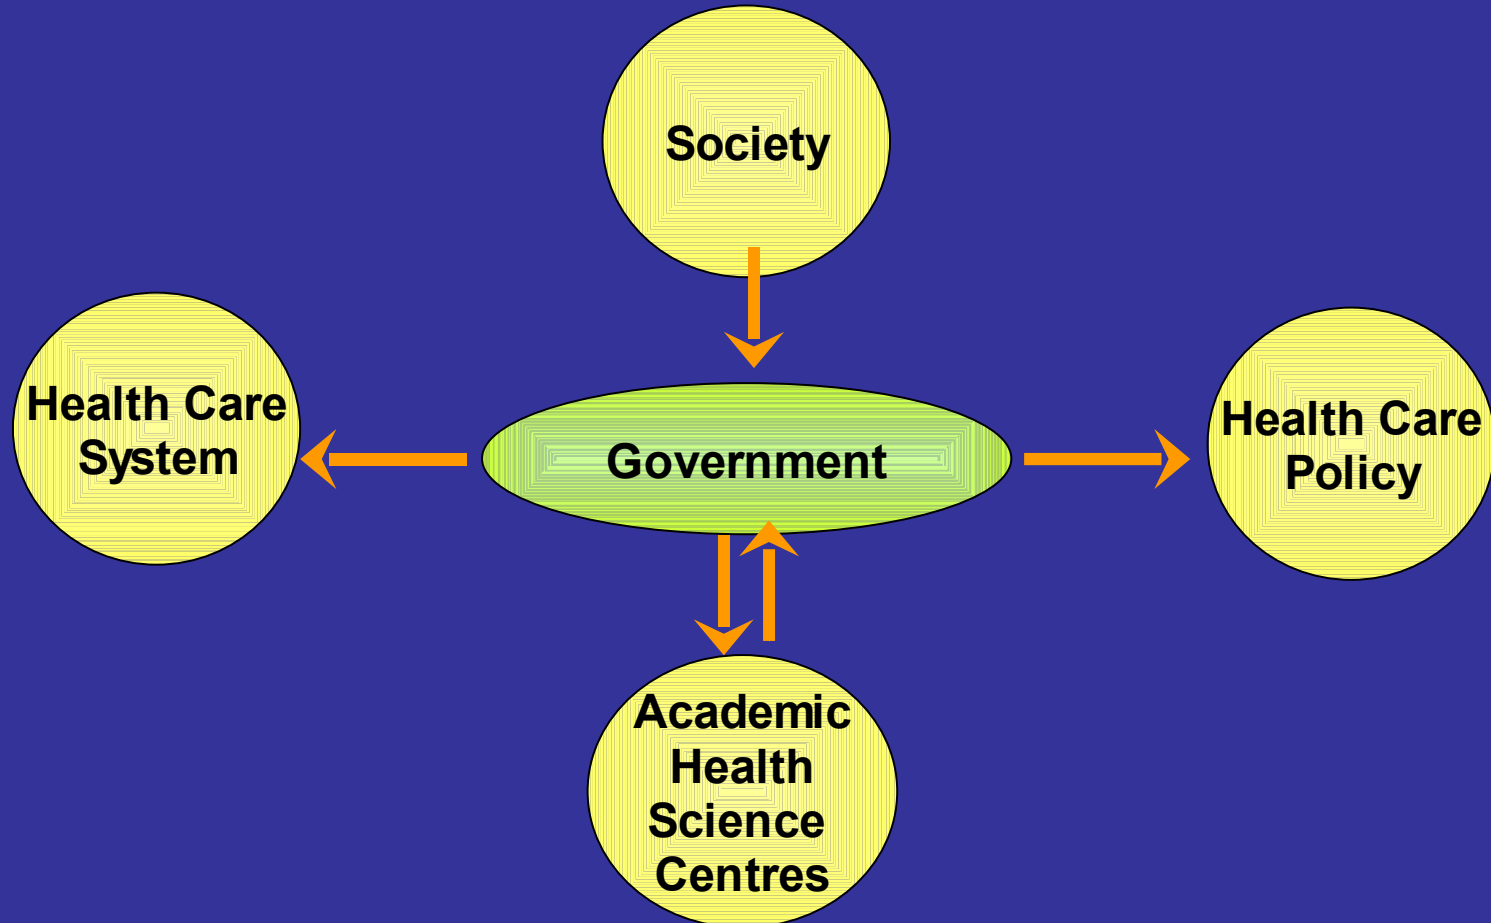 Society
Health Care
System
Government
Health Care
Policy
Academic
Health
Science
Centres